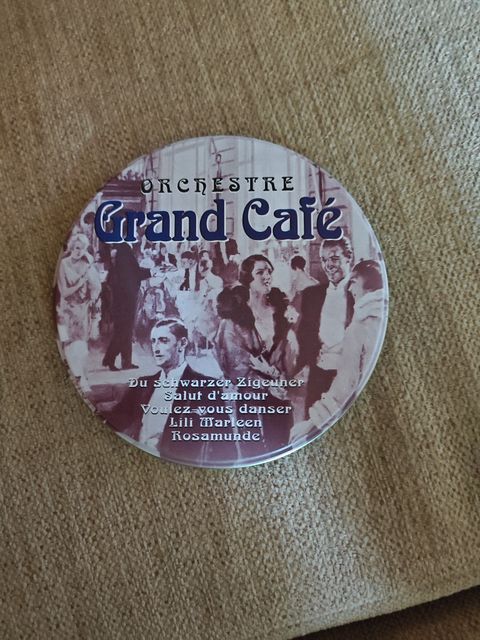 ORCHESTRE
Grand Café
Du schwarzer Zigeuner
Salut d'amour
Voulez-vous danser
Lili Marleen
Rosamunde